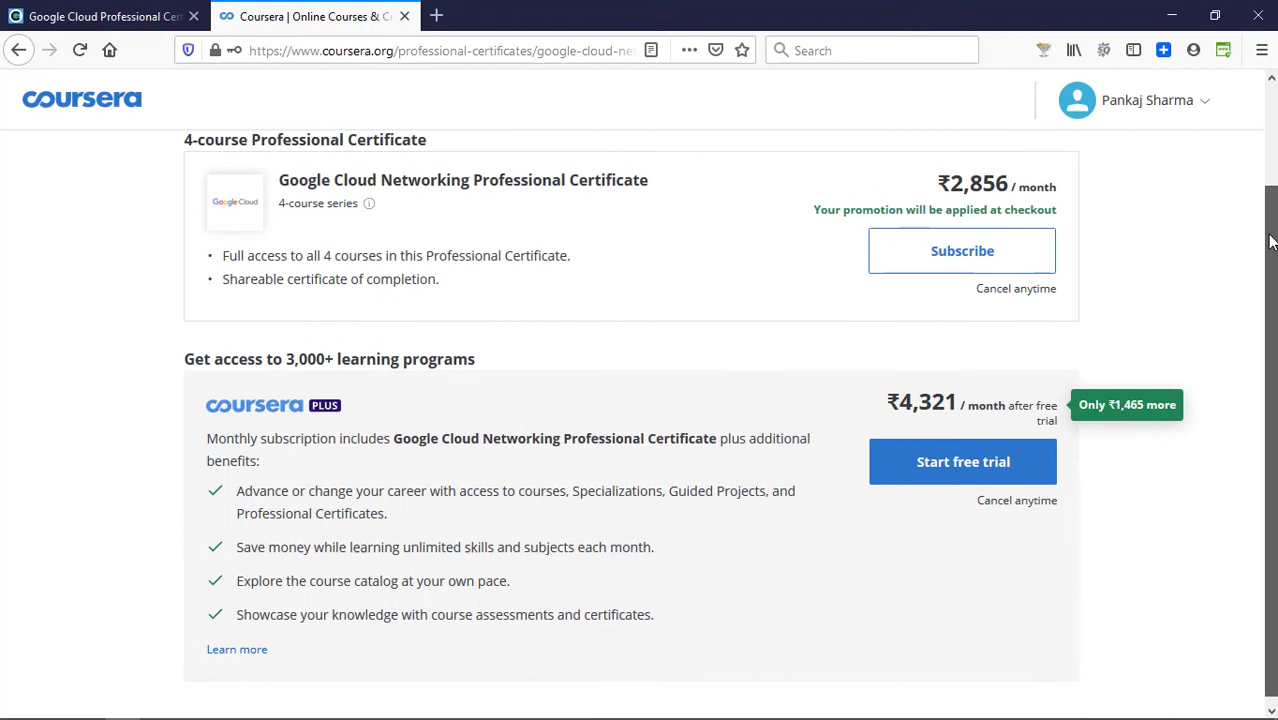 Google Cloud Professional Cer
Coursera | Online Courses & C
https://www.coursera.org/professional-certificates/google-cloud-ne
Search
coursera
Pankaj Sharma
4-course Professional Certificate
Google Cloud
Google Cloud Networking Professional Certificate
4-course series
• Full access to all 4 courses in this Professional Certificate.
• Shareable certificate of completion.
₹2,856 / month
Your promotion will be applied at checkout
Subscribe
Cancel anytime
Get access to 3,000+ learning programs
coursera PLUS
Monthly subscription includes Google Cloud Networking Professional Certificate plus additional
benefits:
Advance or change your career with access to courses, Specializations, Guided Projects, and
Professional Certificates.
Save money while learning unlimited skills and subjects each month.
Explore the course catalog at your own pace.
Showcase your knowledge with course assessments and certificates.
Learn more
₹4,321 / month after free
trial
Only ₹1,465 more
Start free trial
Cancel anytime